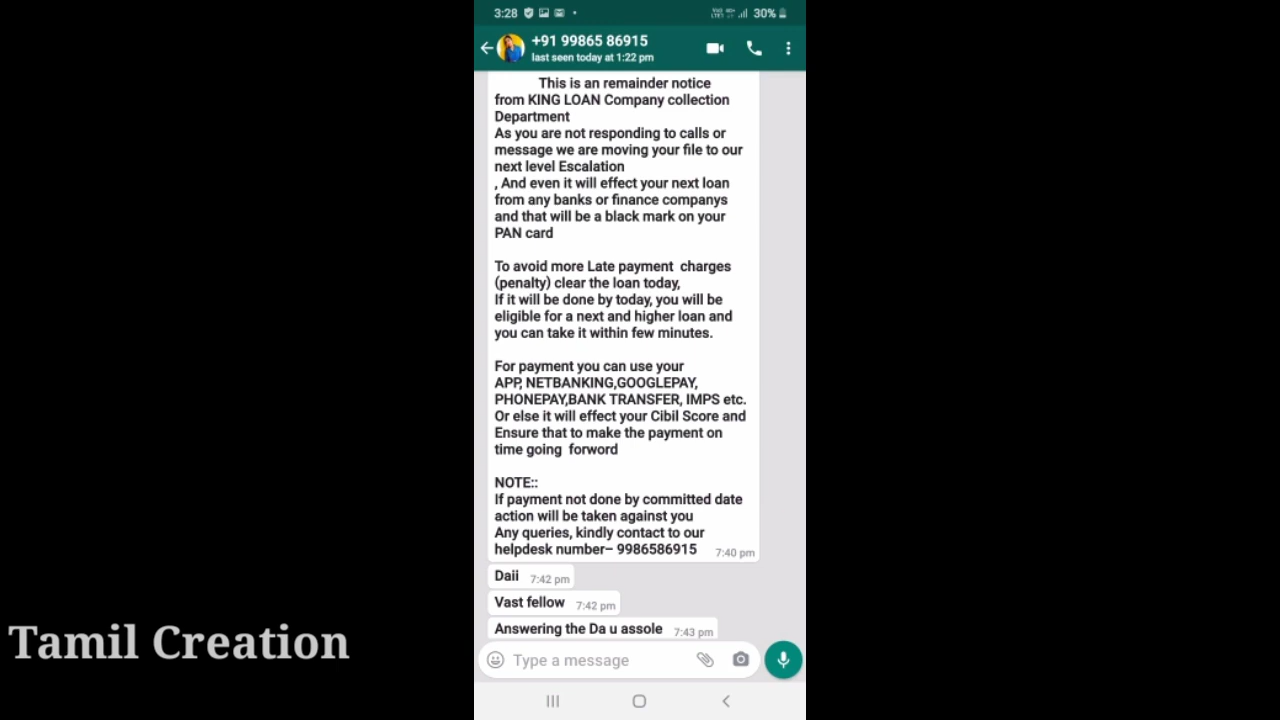 3:28
30%
+91 99865 86915
last seen today at 1:22 pm
This is an remainder notice
from KING LOAN Company collection
Department
As you are not responding to calls or
message we are moving your file to our
next level Escalation
, And even it will effect your next loan
from any banks or finance companys
and that will be a black mark on your
PAN card
To avoid more Late payment charges
(penalty) clear the loan today,
If it will be done by today, you will be
eligible for a next and higher loan and
you can take it within few minutes.
For payment you can use your
APP, NETBANKING,GOOGLEPAY,
PHONEPAY,BANK TRANSFER, IMPS etc.
Or else it will effect your Cibil Score and
Ensure that to make the payment on
time going forword
NOTE::
If payment not done by committed date
action will be taken against you
Any queries, kindly contact to our
helpdesk number– 9986586915 7:40 pm
Daii 7:42 pm
Vast fellow 7:42 pm
Answering the Da u assole 7:43 pm
Type a message
Tamil Creation